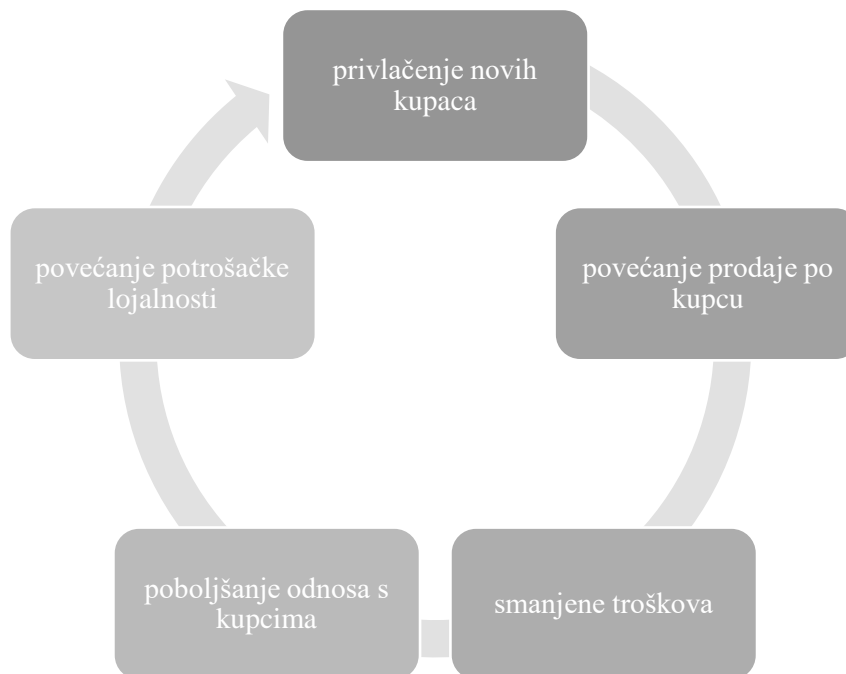 privlačenje novih
kupaca
povećanje prodaje po
kupcu
smanjene troškova
poboljšanje odnosa s
kupcima
povećanje potrošačke
lojalnosti